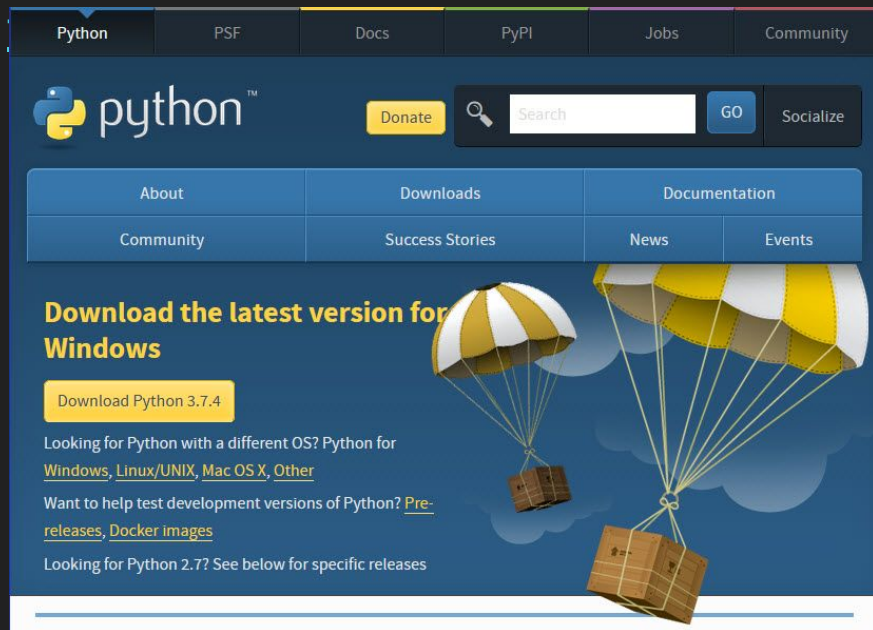 Python PSF Docs PyPI Jobs Community
python™ Donate Search GO Socialize
About Downloads Documentation
Community Success Stories News Events
Download the latest version for
Windows
Download Python 3.7.4
Looking for Python with a different OS? Python for
Windows, Linux/UNIX, Mac OS X, Other
Want to help test development versions of Python? Pre-
releases, Docker images
Looking for Python 2.7? See below for specific releases